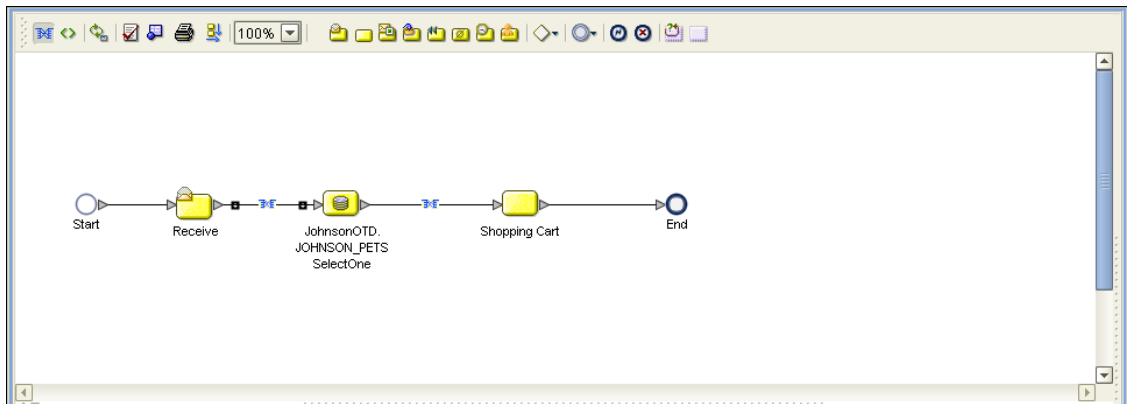 100%
Start
Receive
JohnsonOTD.
JOHNSON_PETS
SelectOne
Shopping Cart
End